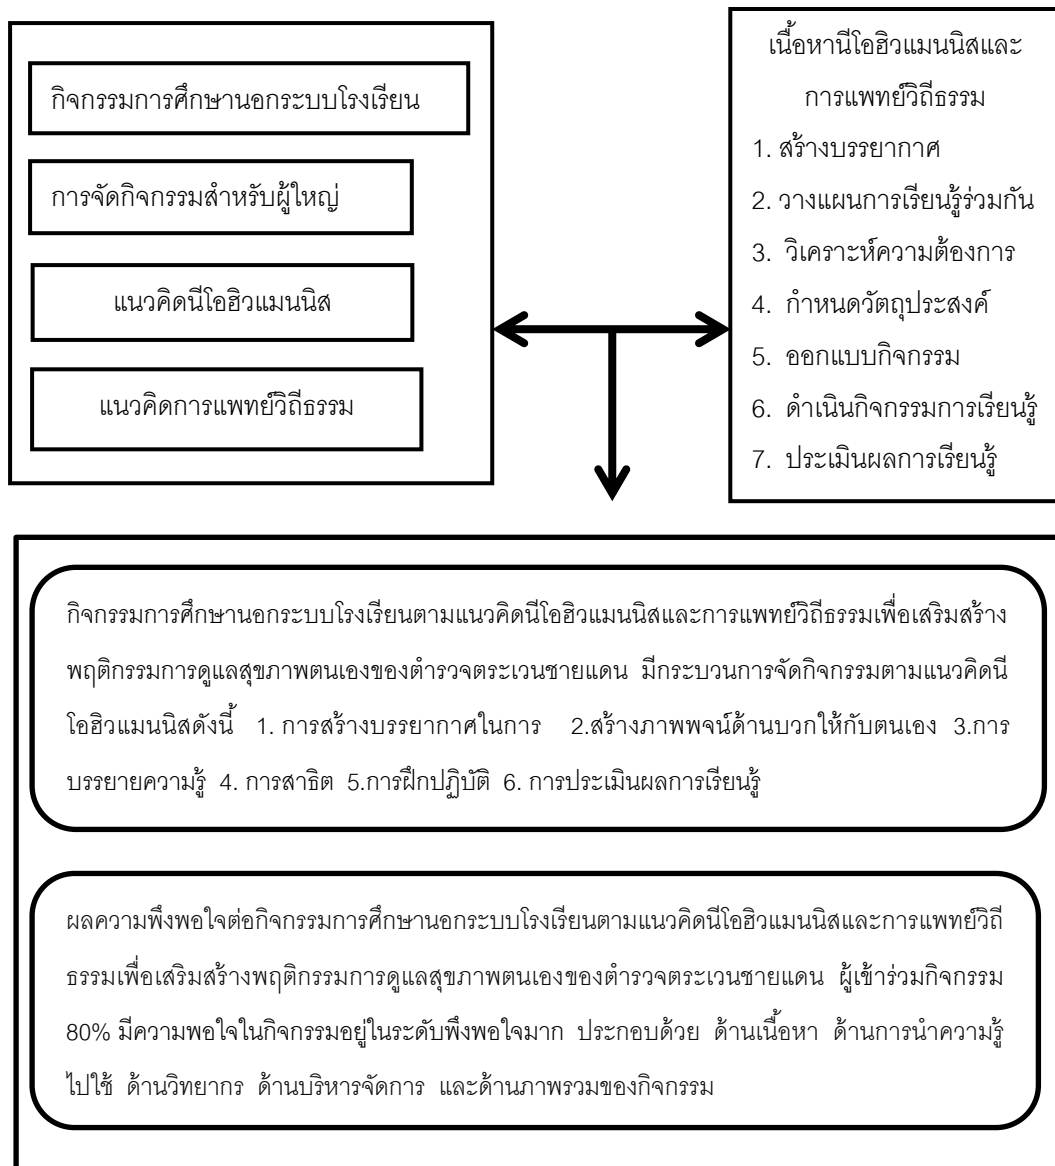 กิจกรรมการศึกษานอกระบบโรงเรียน
การจัดกิจกรรมสำหรับผู้ใหญ่
แนวคิดนีโอฮิวแมนนิส
แนวคิดการแพทย์วิถีธรรม
เนื้อหานีโอฮิวแมนนิสและ
การแพทย์วิถีธรรม
1. สร้างบรรยากาศ
2. วางแผนการเรียนรู้ร่วมกัน
3. วิเคราะห์ความต้องการ
4. กำหนดวัตถุประสงค์
5. ออกแบบกิจกรรม
6. ดำเนินกิจกรรมการเรียนรู้
7. ประเมินผลการเรียนรู้
กิจกรรมการศึกษานอกระบบโรงเรียนตามแนวคิดนีโอฮิวแมนนิสและการแพทย์วิถีธรรมเพื่อเสริมสร้าง
พฤติกรรมการดูแลสุขภาพตนเองของตำรวจตระเวนชายแดน มีกระบวนการจัดกิจกรรมตามแนวคิดนี
โอฮิวแมนนิสดังนี้ 1. การสร้างบรรยากาศในการ 2.สร้างภาพพจน์ด้านบวกให้กับตนเอง 3.การ
บรรยายความรู้ 4. การสาธิต 5.การฝึกปฏิบัติ 6. การประเมินผลการเรียนรู้
ผลความพึงพอใจต่อกิจกรรมการศึกษานอกระบบโรงเรียนตามแนวคิดนีโอฮิวแมนนิสและการแพทย์วิถี
ธรรมเพื่อเสริมสร้างพฤติกรรมการดูแลสุขภาพตนเองของตำรวจตระเวนชายแดน ผู้เข้าร่วมกิจกรรม
80% มีความพอใจในกิจกรรมอยู่ในระดับพึงพอใจมาก ประกอบด้วย ด้านเนื้อหา ด้านการนำความรู้
ไปใช้ ด้านวิทยากร ด้านบริหารจัดการ และด้านภาพรวมของกิจกรรม